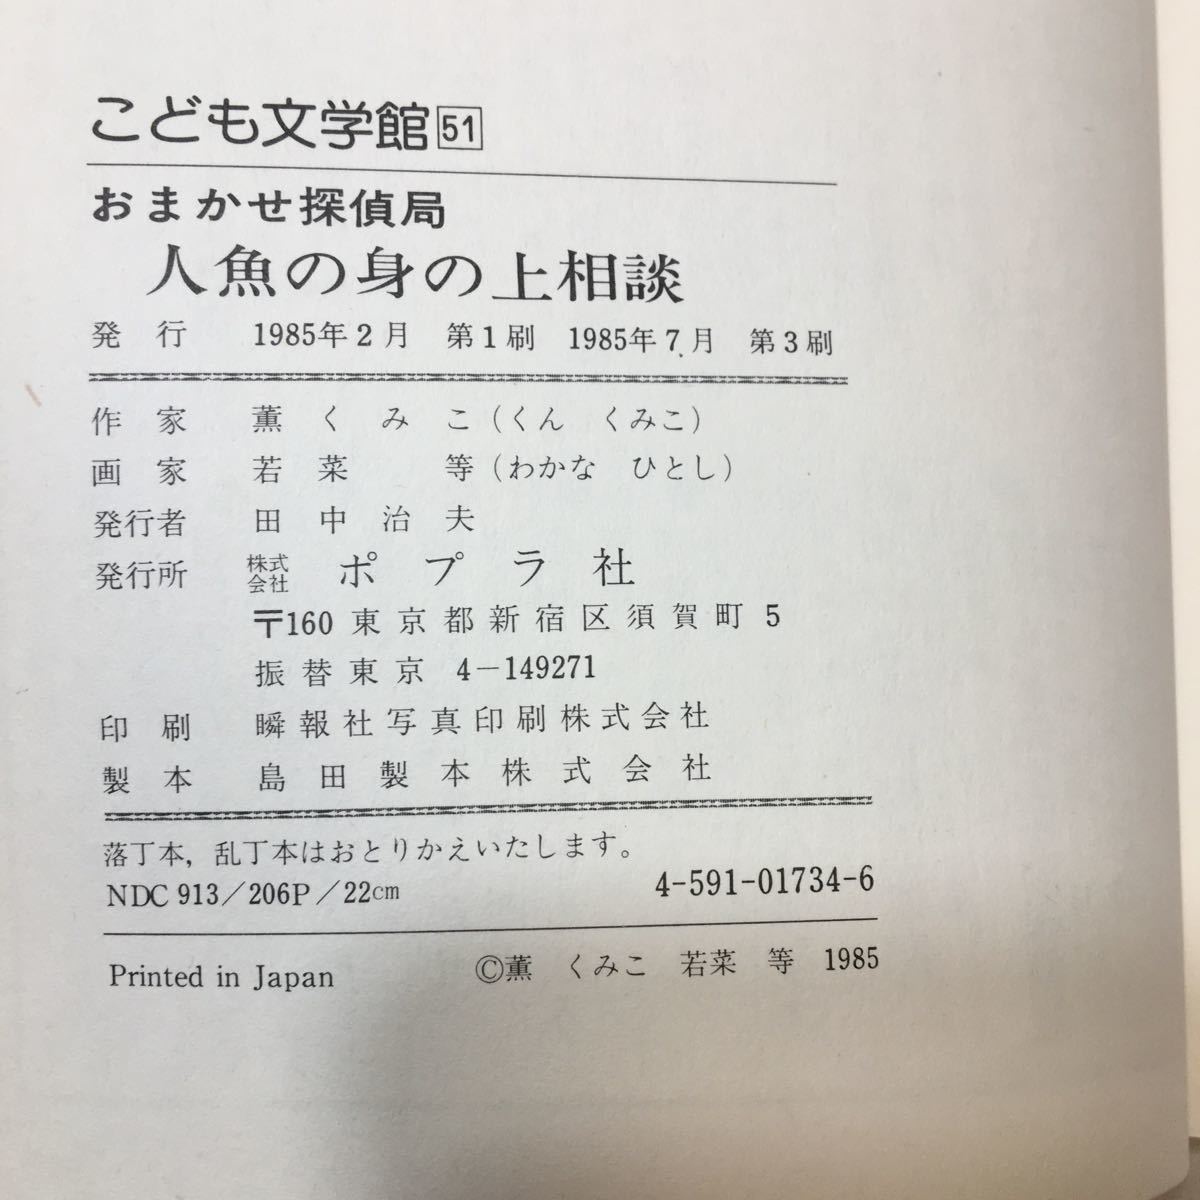 こども文学館 51
おまかせ探偵局
人魚の身の上相談
発行 1985年2月 第1刷 1985年7月 第3刷
作家 薫くみこ(くん くみこ)
画家 若菜 等(わかな ひとし)
発行者 田中治夫
発行所 株式会社 ポプラ社
〒160 東京都新宿区須賀町 5
振替東京 4-149271
印刷 瞬報社写真印刷株式会社
製本 島田製本株式会社
落丁本, 乱丁本はおとりかえいたします。
NDC 913/206P/22cm 4-591-01734-6
Printed in Japan ©薫 くみこ 若菜 等 1985